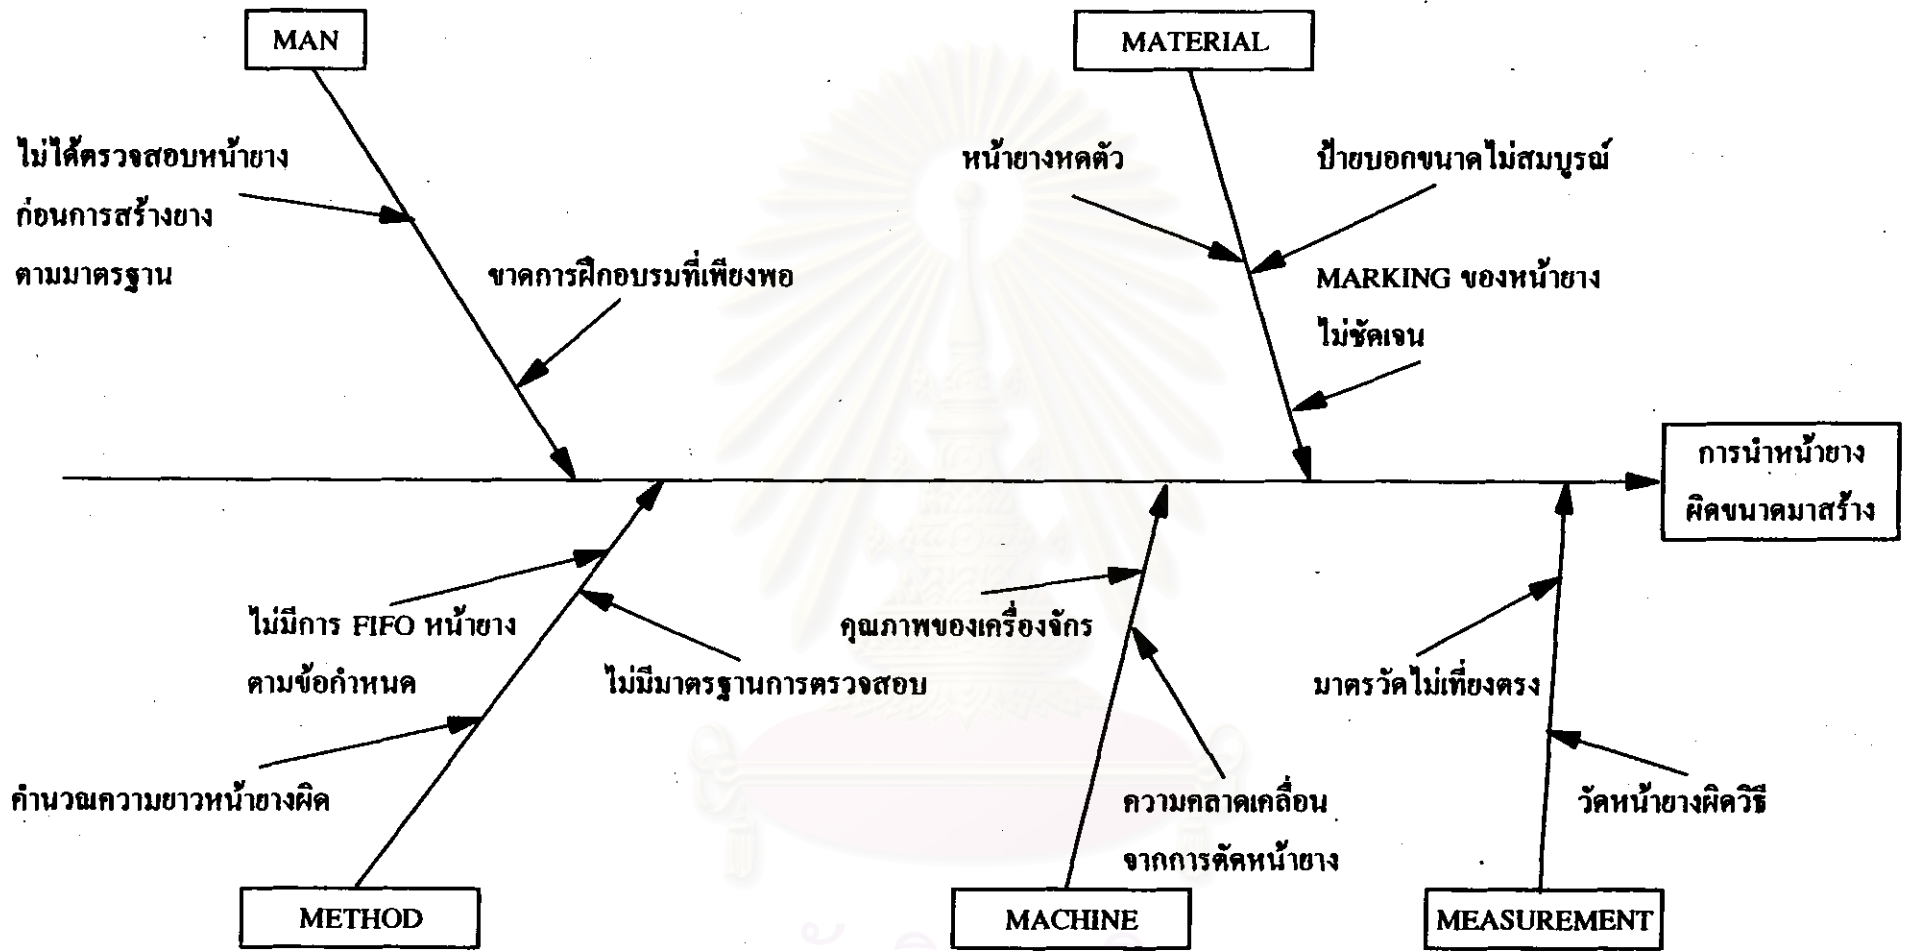 MAN
MATERIAL
ไม่ได้ตรวจสอบหน้ายาง
ก่อนการสร้างยาง
ตามมาตรฐาน
ขาดการฝึกอบรมที่เพียงพอ
หน้ายางหดตัว
ป้ายบอกขนาดไม่สมบูรณ์
MARKING ของหน้ายาง
ไม่ชัดเจน
การนำหน้ายาง
ผิดขนาดมาสร้าง
ไม่มีการ FIFO หน้ายาง
ตามข้อกำหนด
ไม่มีมาตรฐานการตรวจสอบ
คำนวณความยาวหน้ายางผิด
คุณภาพของเครื่องจักร
ความคลาดเคลื่อน
จากการตัดหน้ายาง
มาตรวัดไม่เที่ยงตรง
วัดหน้ายางผิดวิธี
METHOD
MACHINE
MEASUREMENT